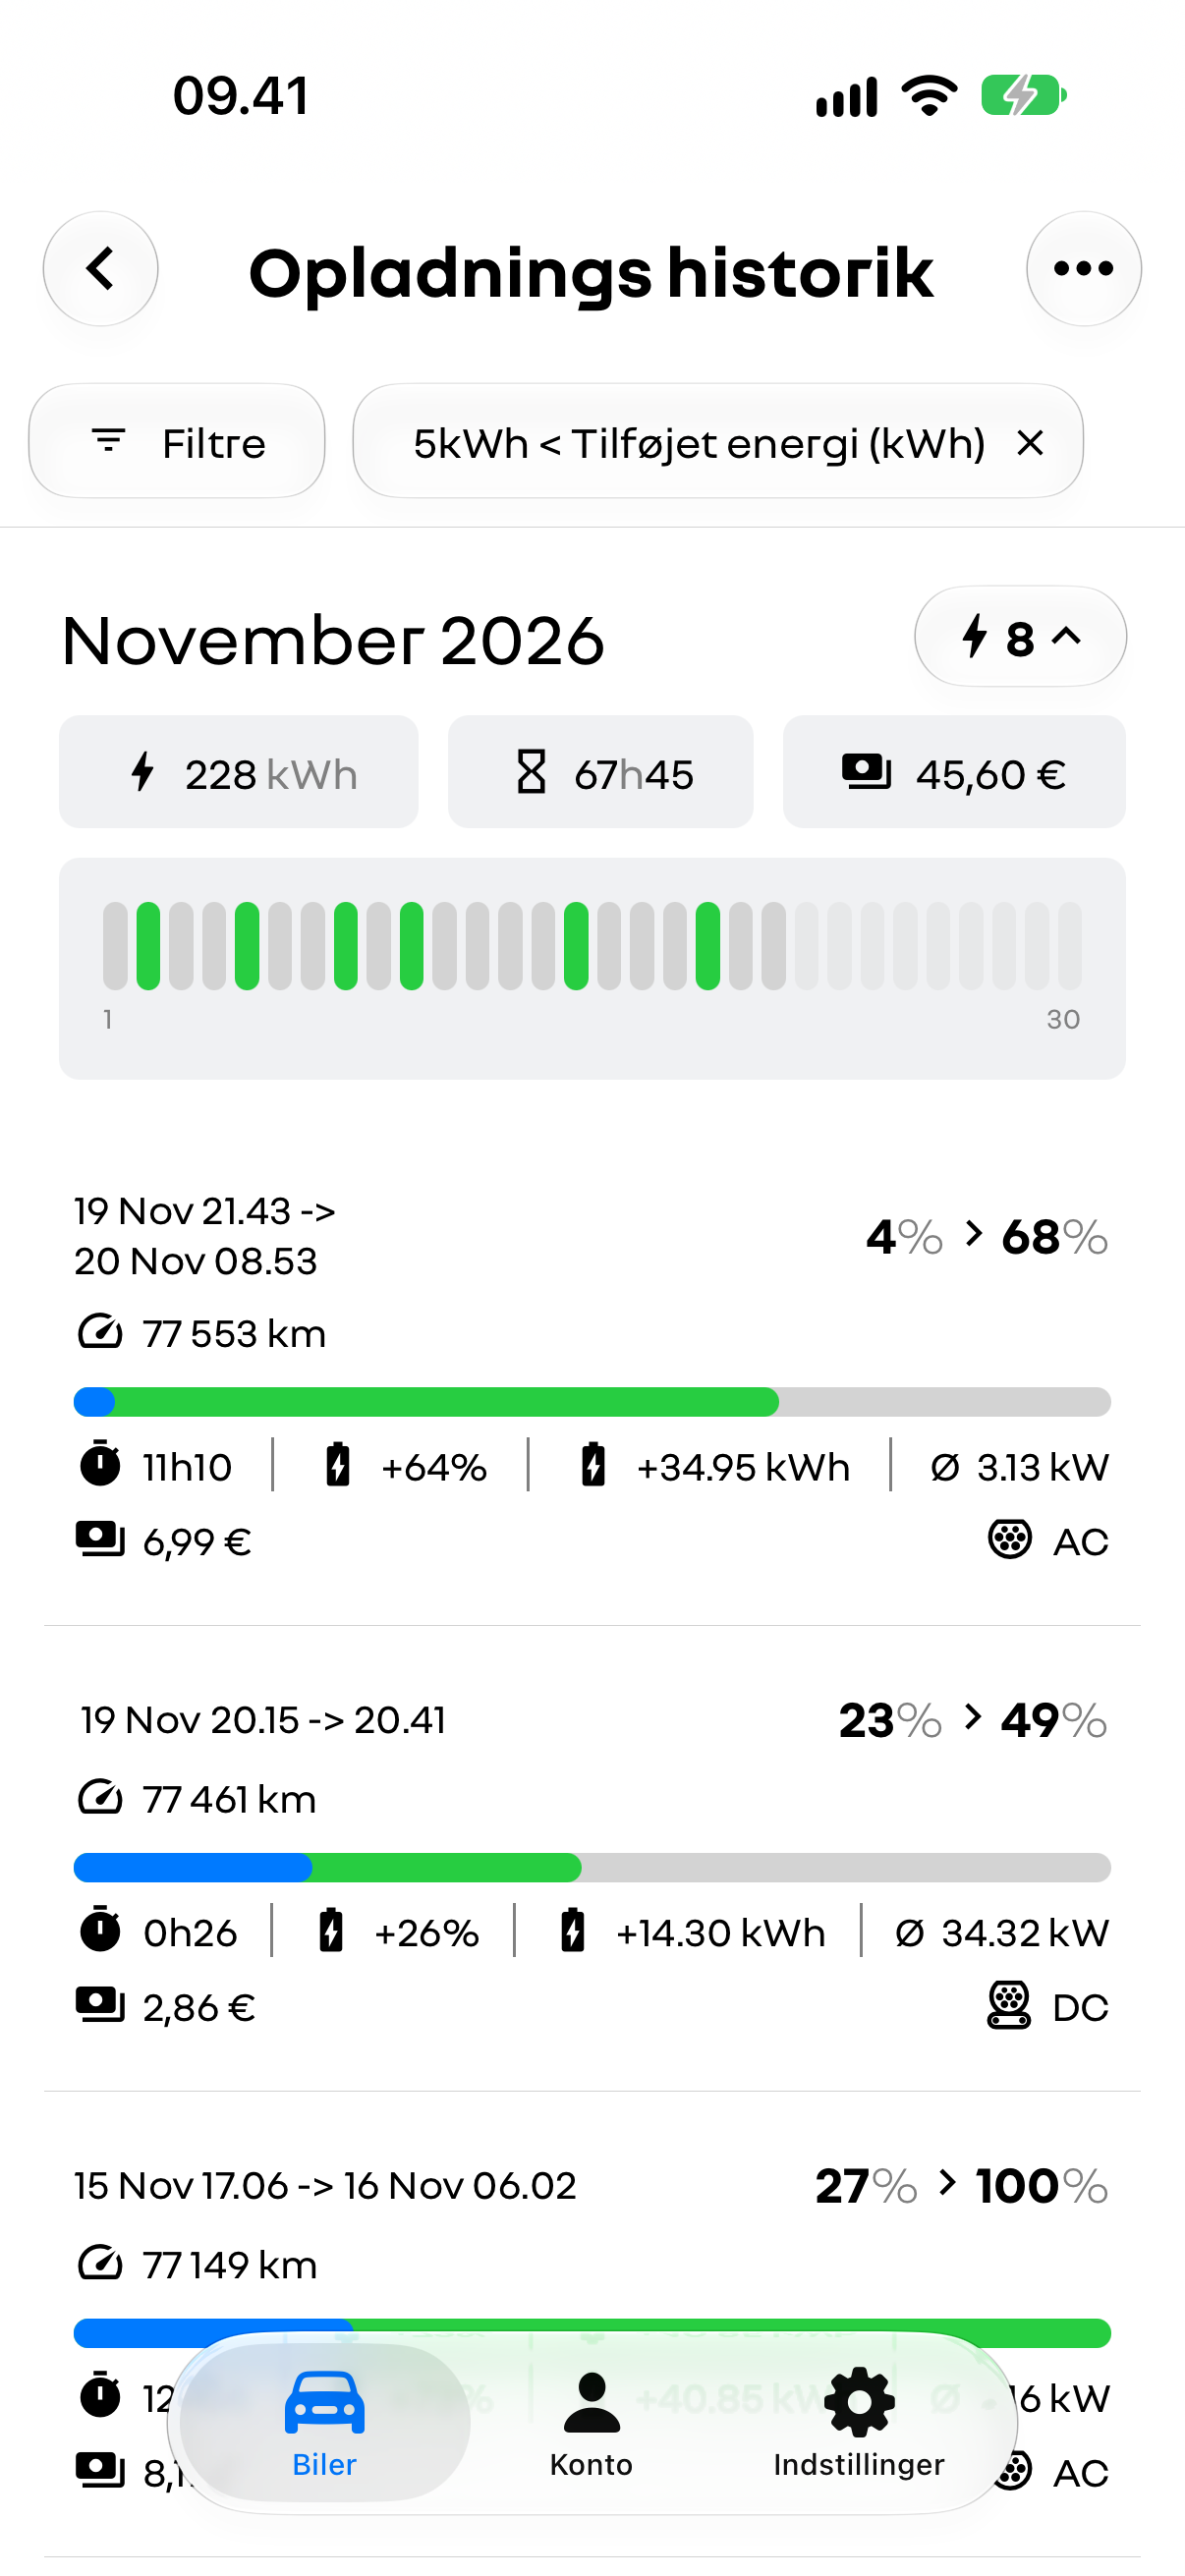 09.41
Opladnings historik
Filtre
5kWh < Tilføjet energi (kWh) ×
November 2026
8
228 kWh
67h45
45,60 €
1
30
19 Nov 21.43 ->
20 Nov 08.53
4% > 68%
77 553 km
11h10
+64%
+34.95 kWh
Ø 3.13 kW
6,99 €
AC
19 Nov 20.15 -> 20.41
23% > 49%
77 461 km
0h26
+26%
+14.30 kWh
Ø 34.32 kW
2,86 €
DC
15 Nov 17.06 -> 16 Nov 06.02
27% > 100%
77 149 km
+40.85 kW
AC
Biler
Konto
Indstillinger